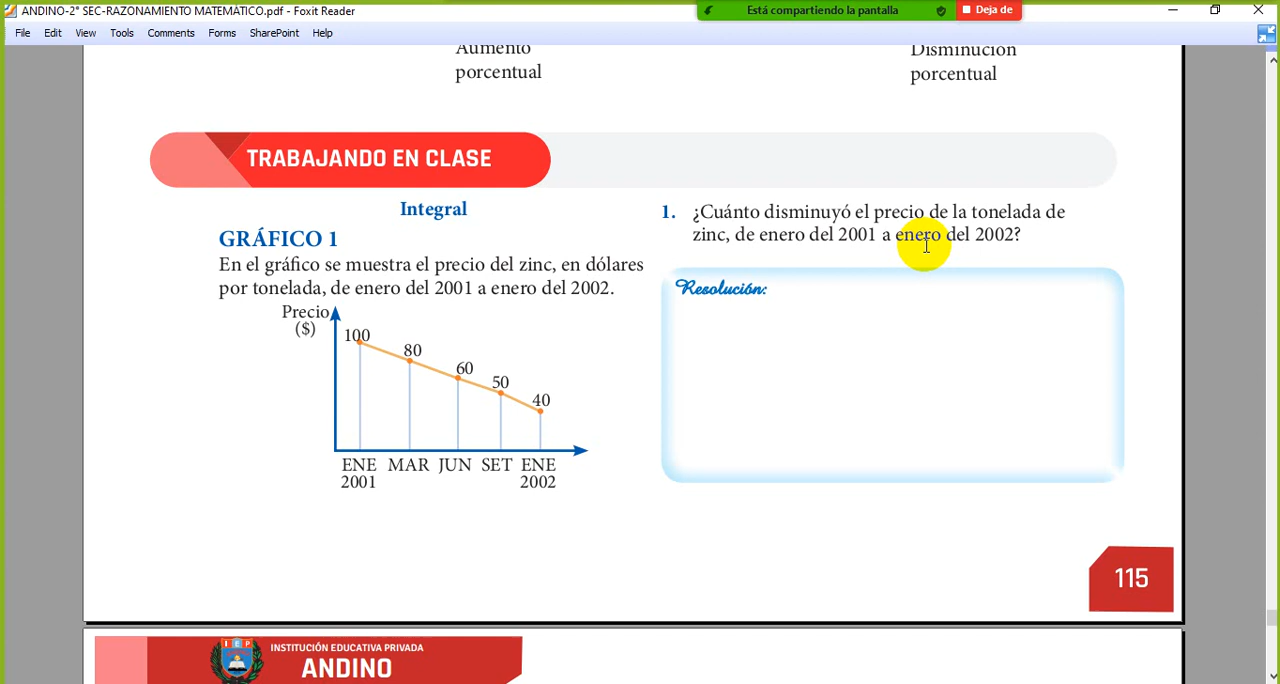 ANDINO-2° SEC-RAZONAMIENTO MATEMÁTICO.pdf - Foxit Reader
Está compartiendo la pantalla
Deja de
File Edit View Tools Comments Forms SharePoint Help
Aumento
porcentual
Disminución
porcentual
TRABAJANDO EN CLASE
Integral
GRÁFICO 1
En el gráfico se muestra el precio del zinc, en dólares
por tonelada, de enero del 2001 a enero del 2002.
Precio
($)
100
80
60
50
40
ENE MAR JUN SET ENE
2001 2002
1. ¿Cuánto disminuyó el precio de la tonelada de
zinc, de enero del 2001 a enero del 2002?
Resolución:
115
I E P
INSTITUCIÓN EDUCATIVA PRIVADA
ANDINO